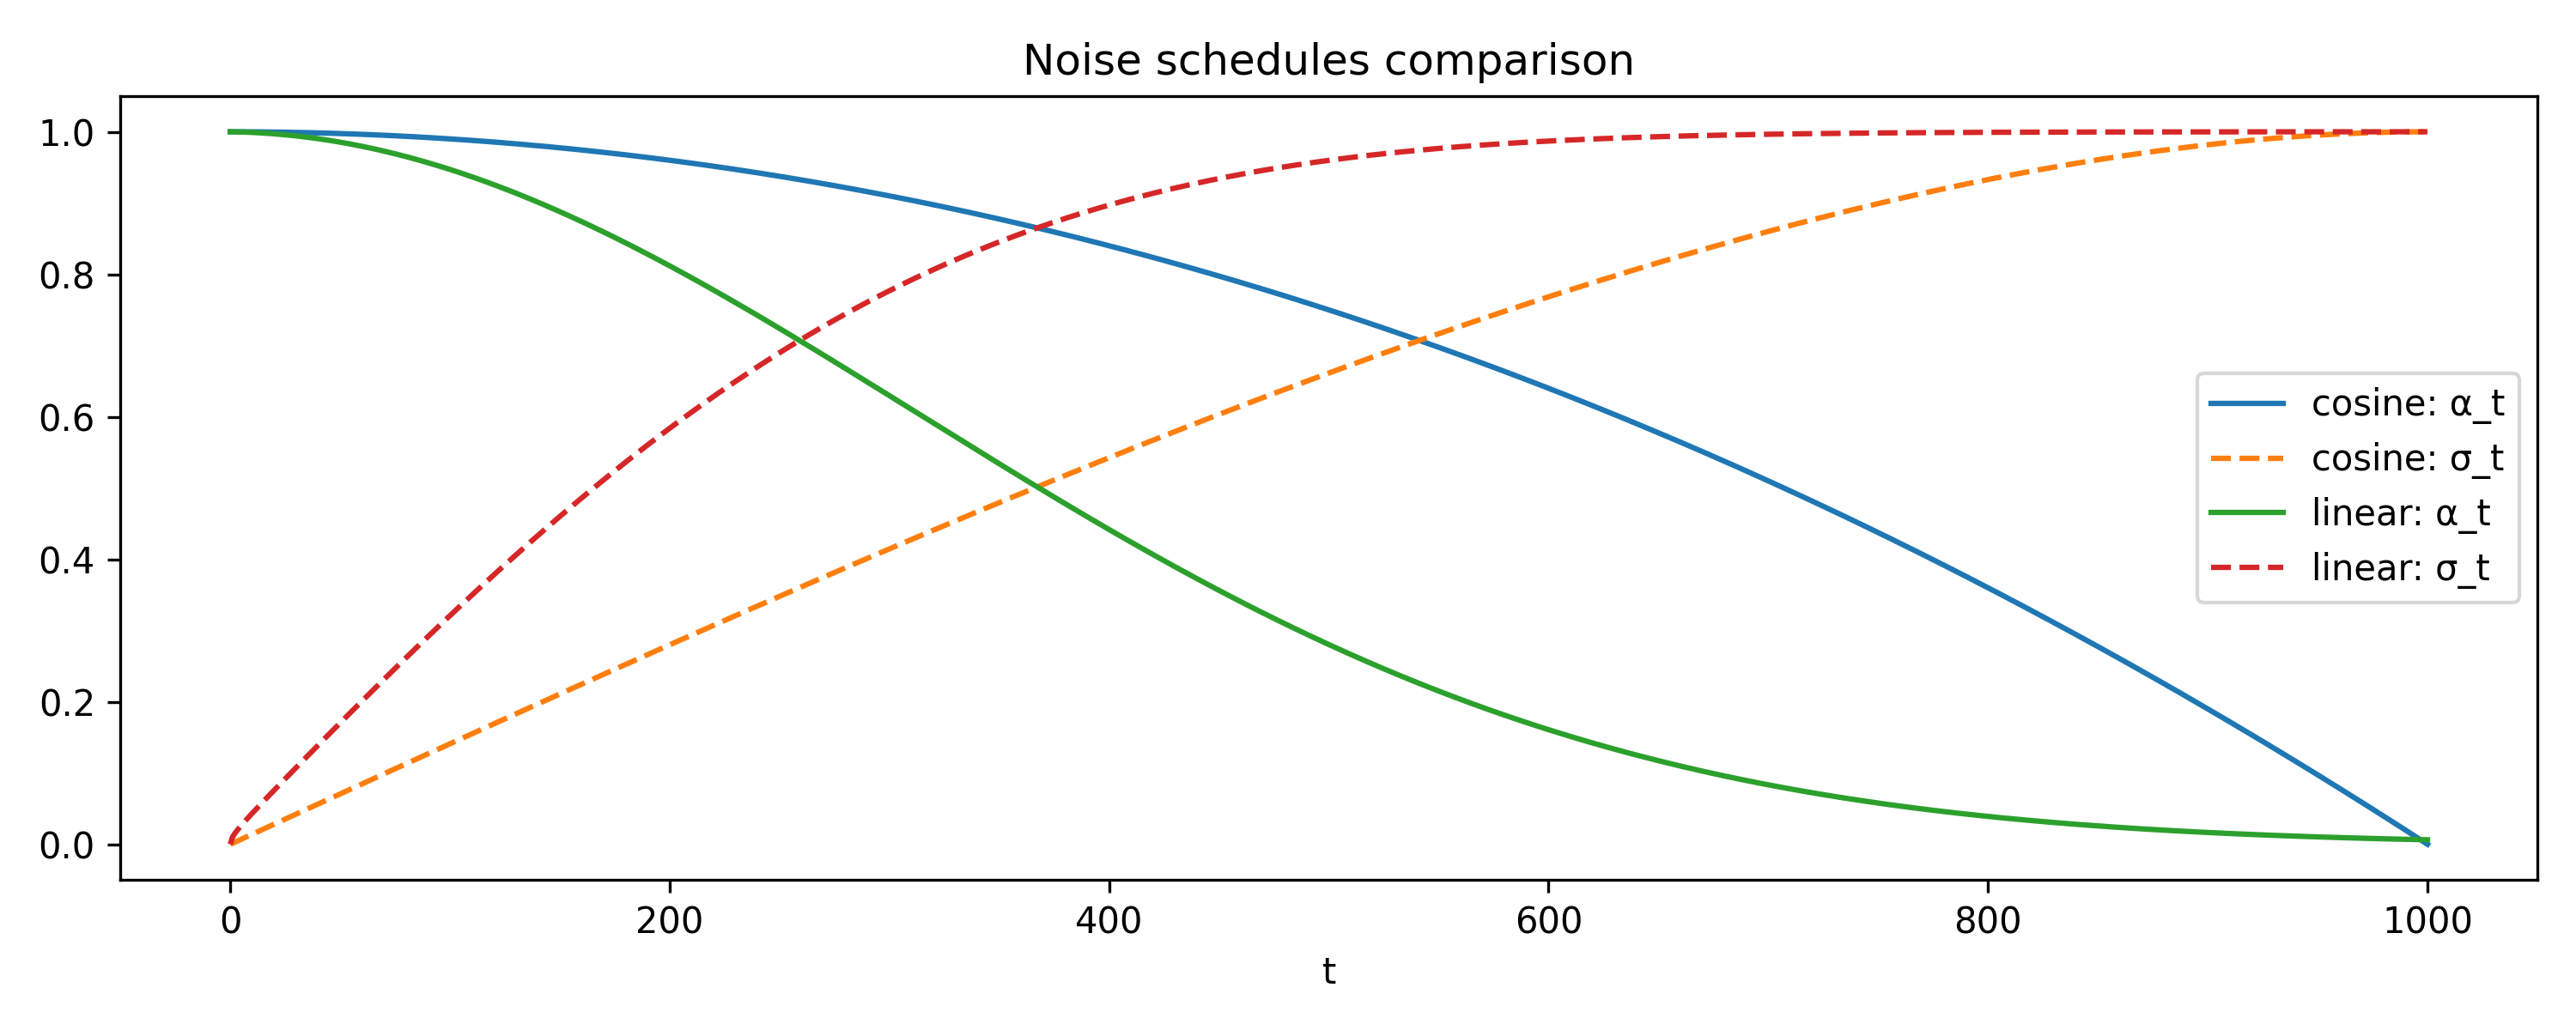 Noise schedules comparison
1.0
0.8
0.6
0.4
0.2
0.0
cosine: α_t
cosine: σ_t
linear: α_t
linear: σ_t
0 200 400 600 800 1000
t